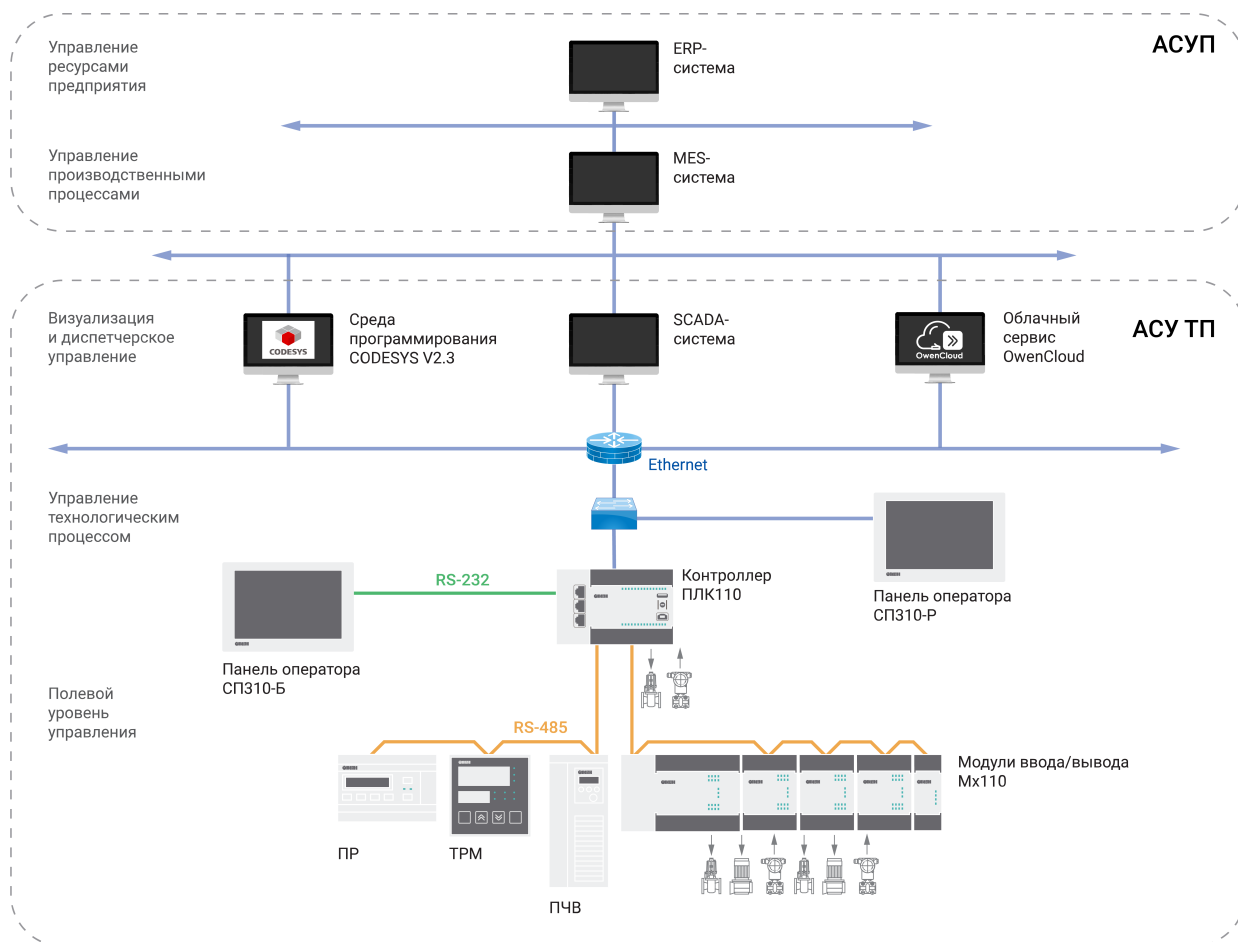 Управление
ресурсами
предприятия
ERP-
система
АСУП
Управление
производственными
процессами
MES-
система
Визуализация
и диспетчерское
управление
CODESYS
Среда
программирования
CODESYS V2.3
SCADA-
система
OwenCloud
Облачный
сервис
OwenCloud
АСУ ТП
Ethernet
Управление
технологическим
процессом
RS-232
Контроллер
ПЛК110
Панель оператора
СП310-Р
Панель оператора
СП310-Б
Полевой
уровень
управления
RS-485
Модули ввода/вывода
Мх110
ПР
ТРМ
ПЧВ